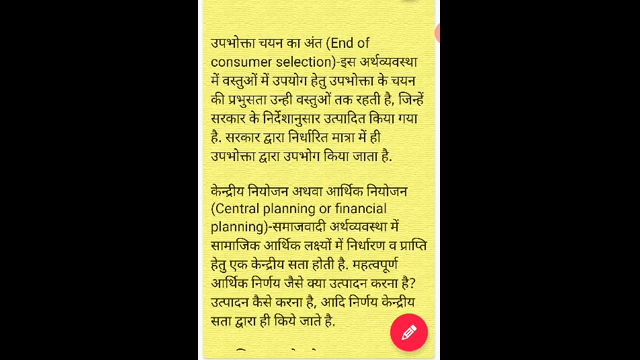 उपभोक्ता चयन का अंत (End of
consumer selection)-इस अर्थव्यवस्था
में वस्तुओं में उपयोग हेतु उपभोक्ता के चयन
की प्रभुसता उन्ही वस्तुओं तक रहती है, जिन्हें
सरकार के निर्देशानुसार उत्पादित किया गया
है. सरकार द्वारा निर्धारित मात्रा में ही
उपभोक्ता द्वारा उपभोग किया जाता है.
केन्द्रीय नियोजन अथवा आर्थिक नियोजन
(Central planning or financial
planning)-समाजवादी अर्थव्यवस्था में
सामाजिक आर्थिक लक्ष्यों में निर्धारण व प्राप्ति
हेतु एक केन्द्रीय सता होती है. महत्वपूर्ण
आर्थिक निर्णय जैसे क्या उत्पादन करना है?
उत्पादन कैसे करना है, आदि निर्णय केन्द्रीय
सता द्वारा ही किये जाते है.